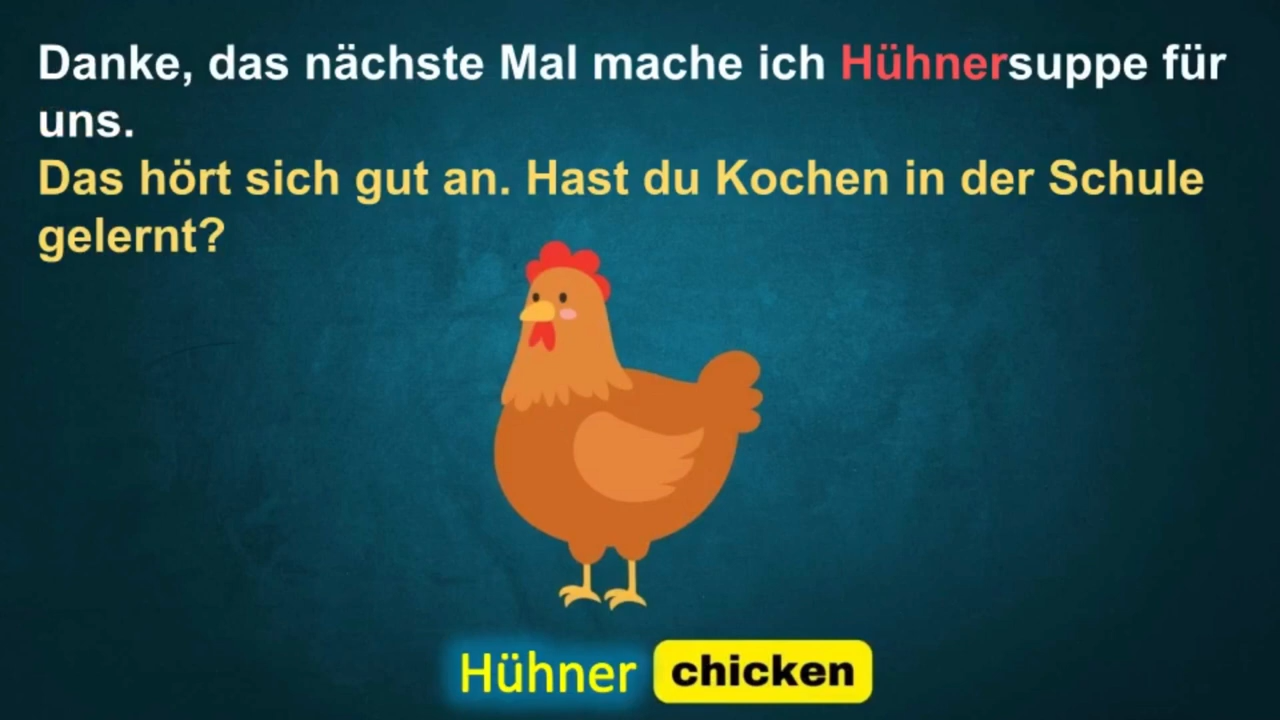 Danke, das nächste Mal mache ich Hühnersuppe für
uns.
Das hört sich gut an. Hast du Kochen in der Schule
gelernt?
Hühner chicken